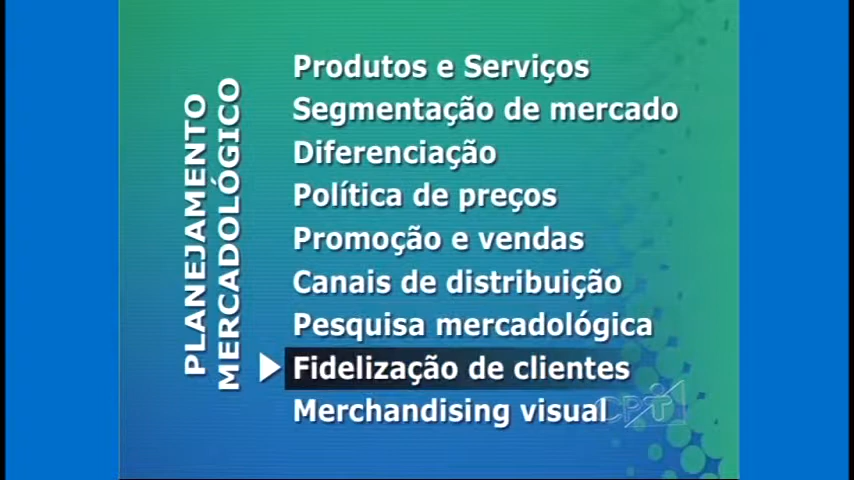 PLANEJAMENTO
MERCADOLÓGICO
Produtos e Serviços
Segmentação de mercado
Diferenciação
Política de preços
Promoção e vendas
Canais de distribuição
Pesquisa mercadológica
Fidelização de clientes
Merchandising visual
CPT